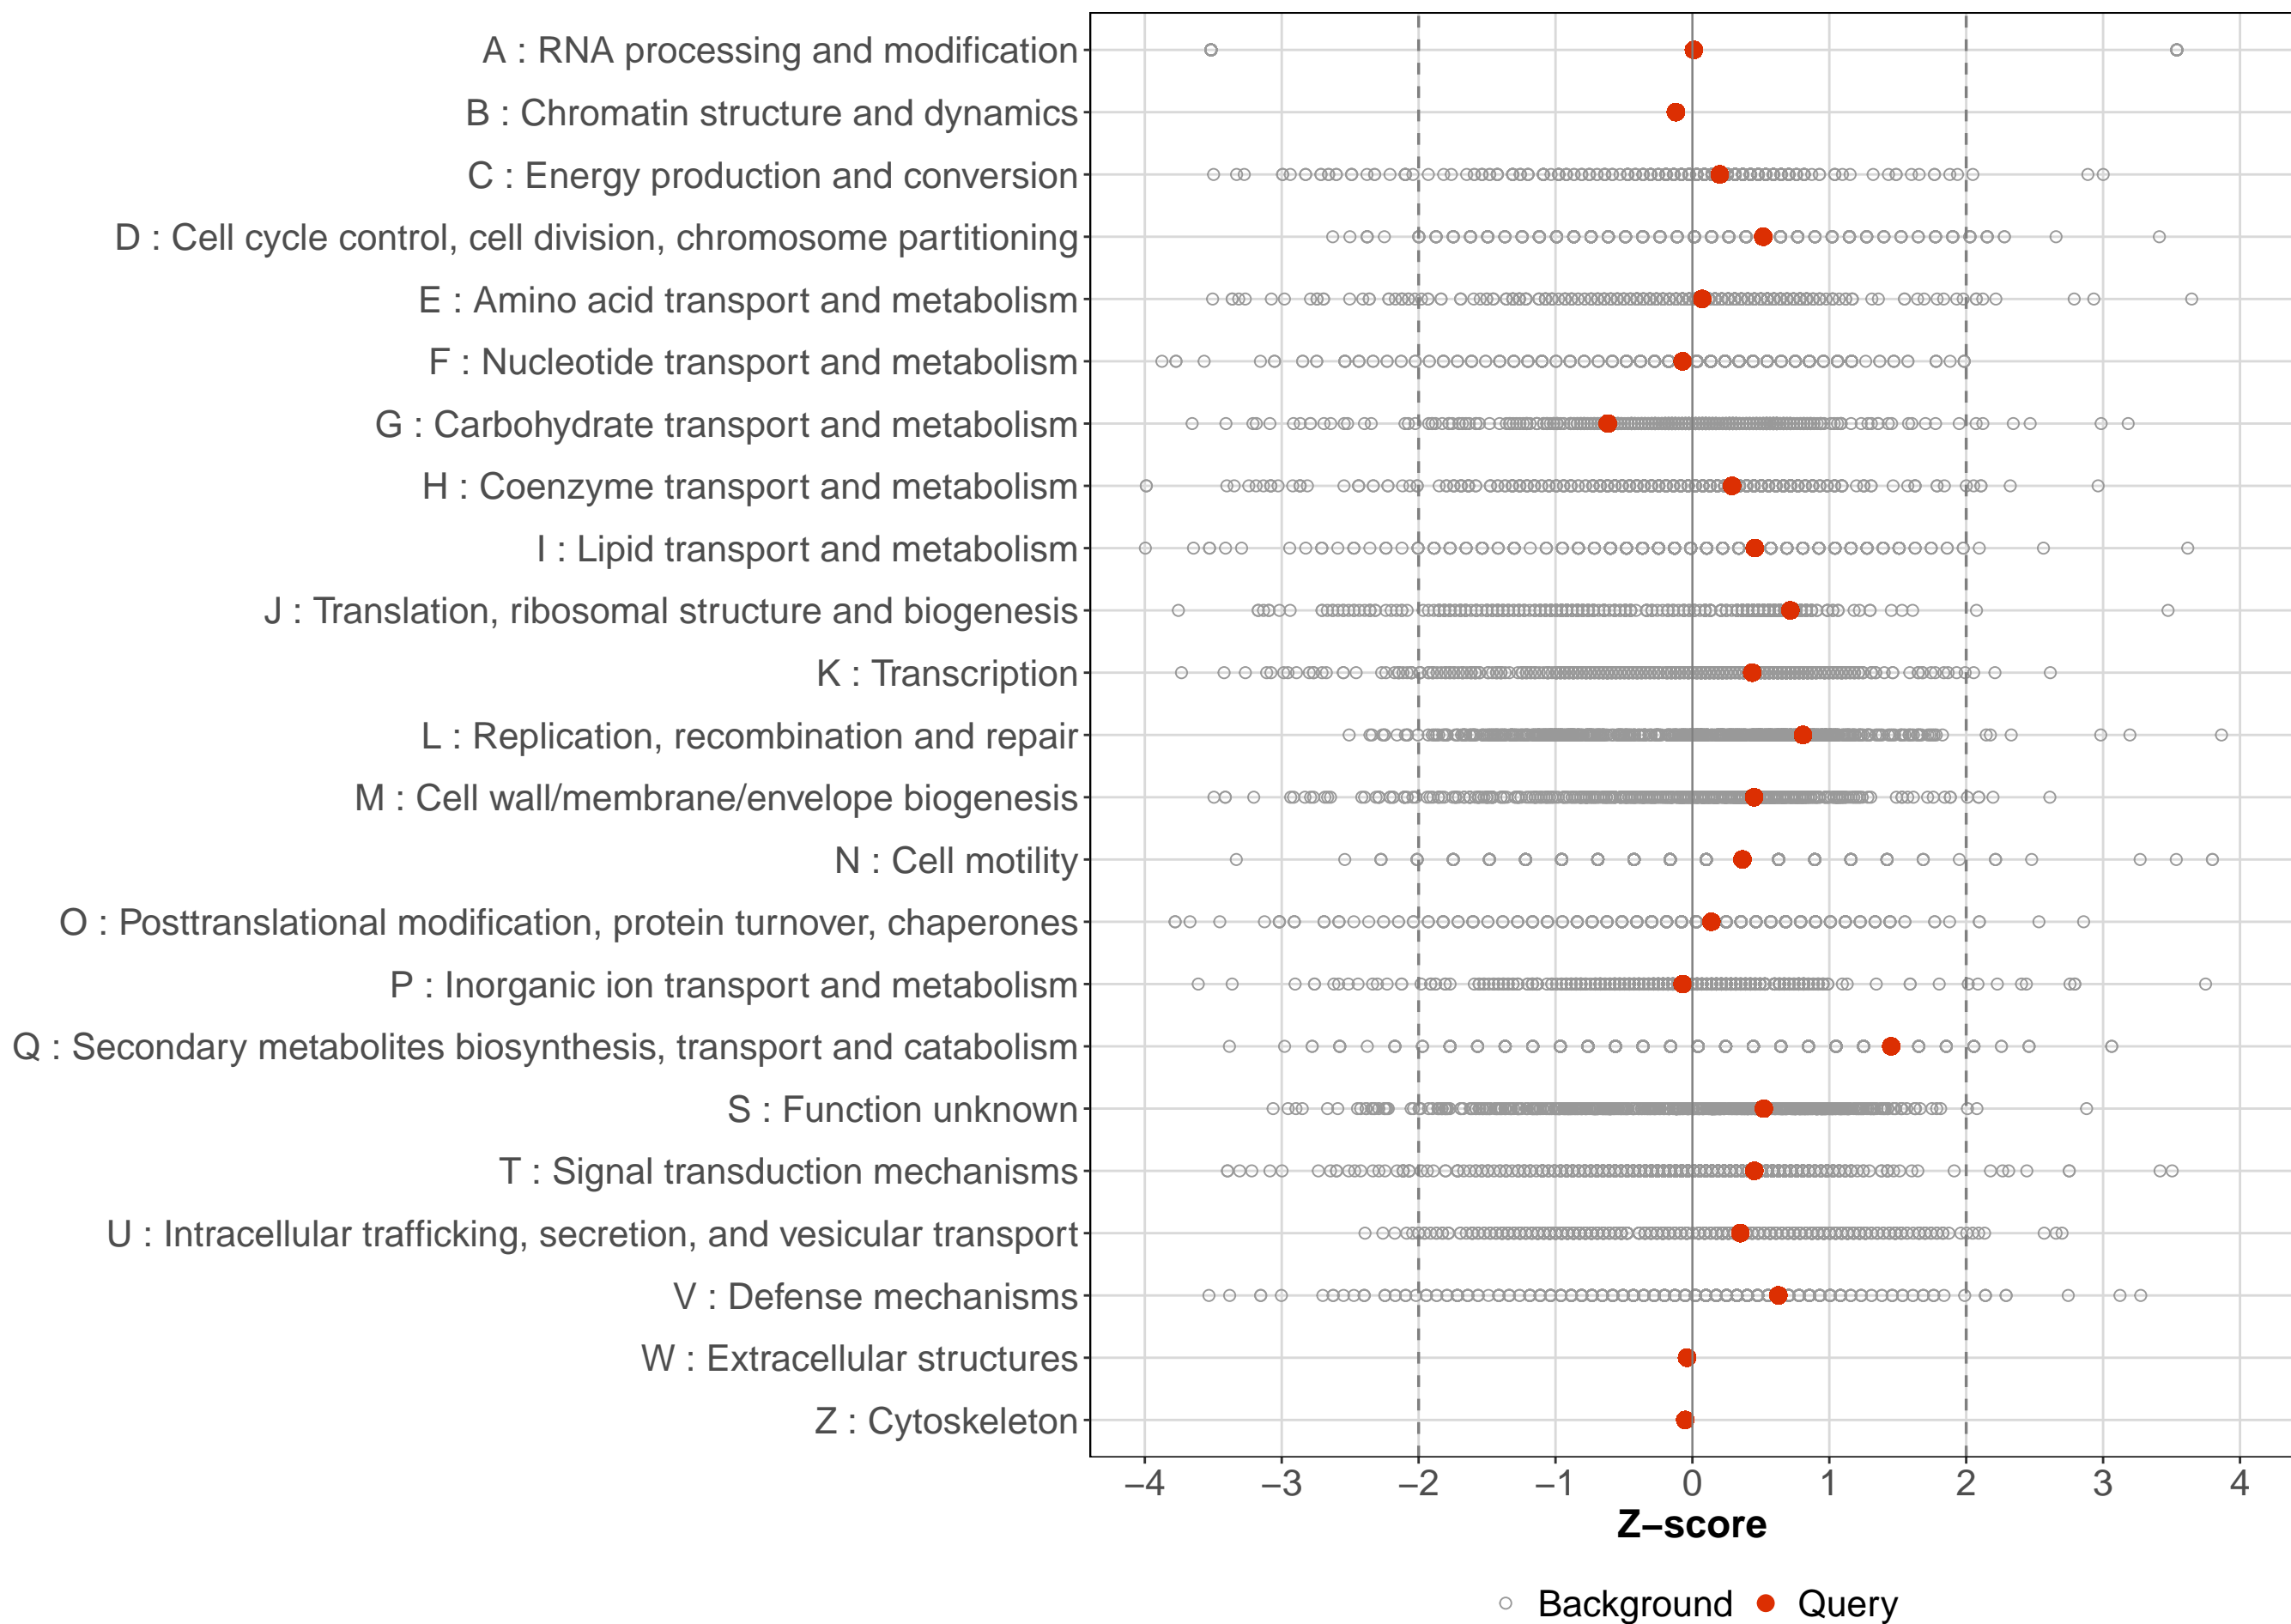 A : RNA processing and modification
B : Chromatin structure and dynamics
C : Energy production and conversion
D : Cell cycle control, cell division, chromosome partitioning
E : Amino acid transport and metabolism
F : Nucleotide transport and metabolism
G : Carbohydrate transport and metabolism
H : Coenzyme transport and metabolism
I : Lipid transport and metabolism
J : Translation, ribosomal structure and biogenesis
K : Transcription
L : Replication, recombination and repair
M : Cell wall/membrane/envelope biogenesis
N : Cell motility
O : Posttranslational modification, protein turnover, chaperones
P : Inorganic ion transport and metabolism
Q : Secondary metabolites biosynthesis, transport and catabolism
S : Function unknown
T : Signal transduction mechanisms
U : Intracellular trafficking, secretion, and vesicular transport
V : Defense mechanisms
W : Extracellular structures
Z : Cytoskeleton
−4 −3 −2 −1 0 1 2 3 4
Z−score
Background Query